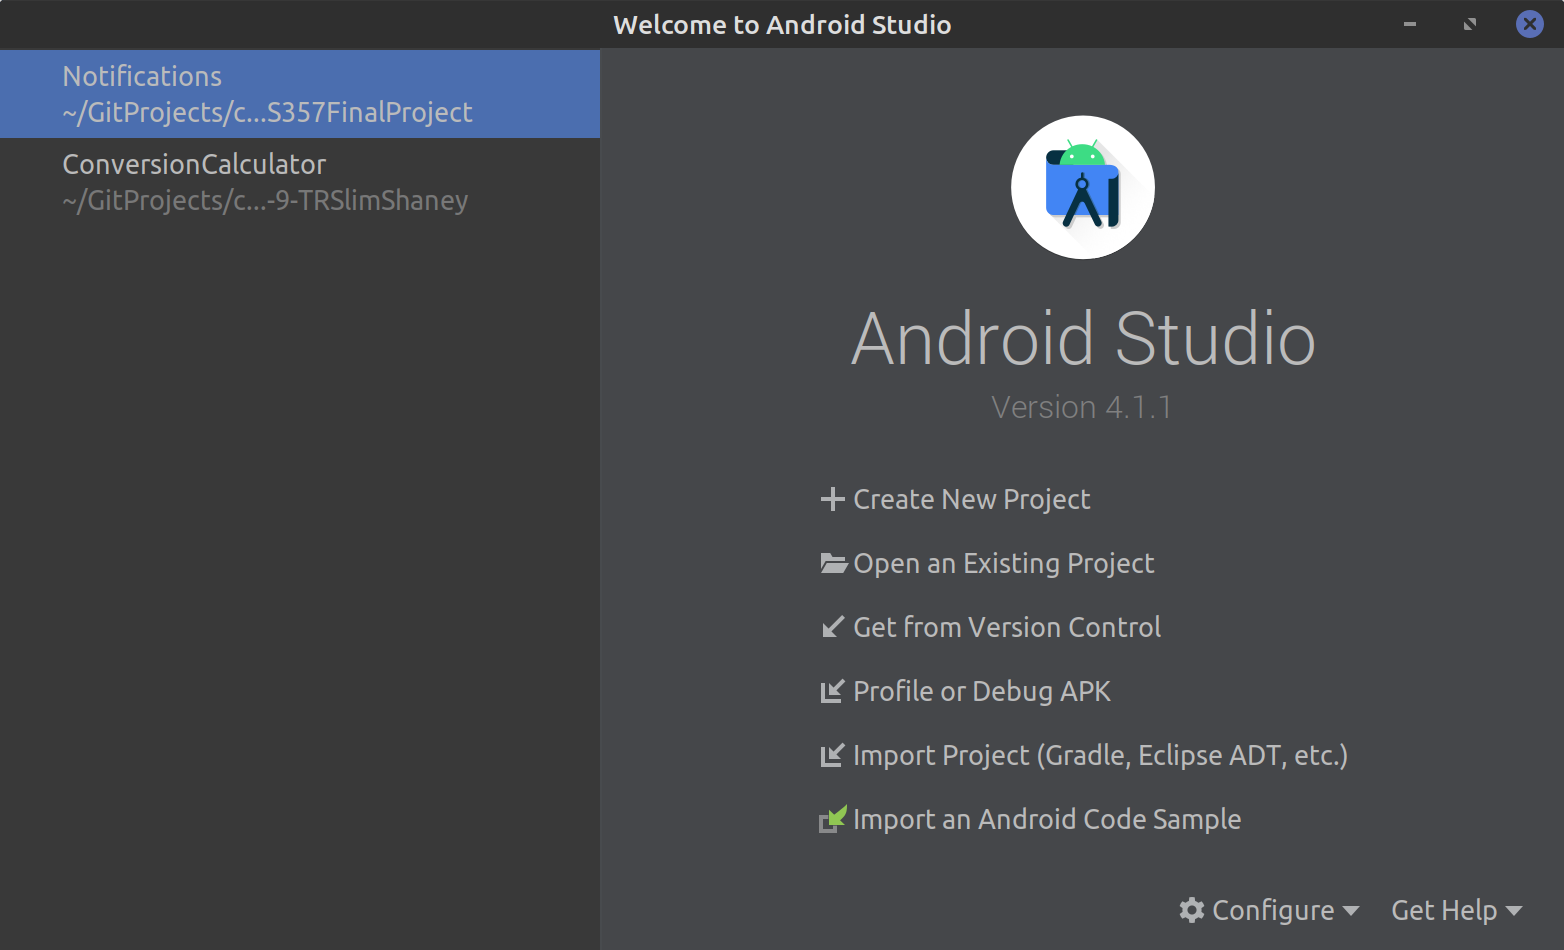 Welcome to Android Studio
Notifications
~/GitProjects/c...S357FinalProject
ConversionCalculator
~/GitProjects/c...-9-TRSlimShaney
Android Studio
Version 4.1.1
Create New Project
Open an Existing Project
Get from Version Control
Profile or Debug APK
Import Project (Gradle, Eclipse ADT, etc.)
Import an Android Code Sample
Configure
Get Help